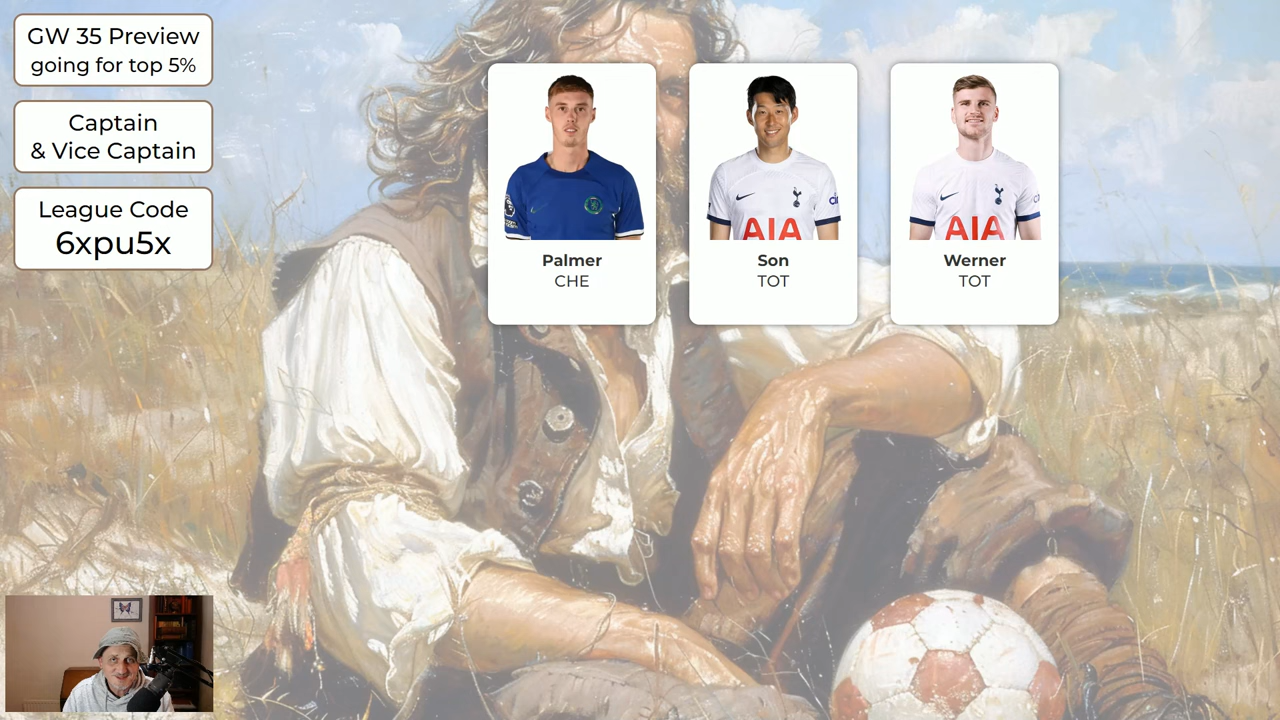 GW 35 Preview
going for top 5%
Captain
& Vice Captain
League Code
6xpu5x
Palmer
CHE
Son
TOT
Werner
TOT
AIA
AIA